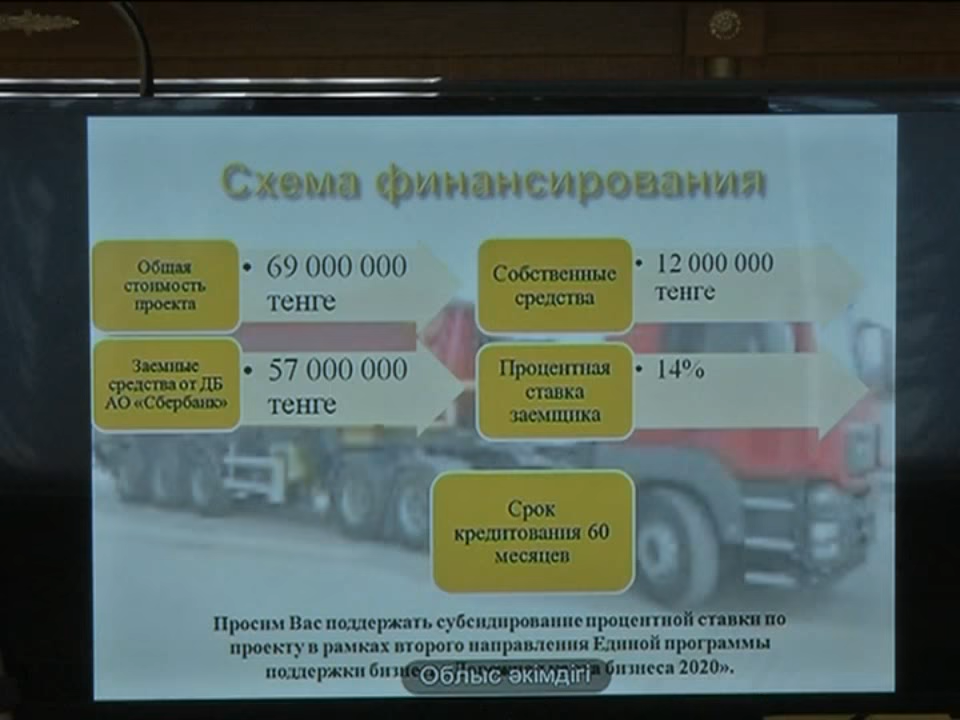 Схема финансирования
Общая
стоимость
проекта
• 69 000 000
тенге
Собственные
средства
• 12 000 000
тенге
Заемные
средства от ДБ
АО «Сбербанк»
• 57 000 000
тенге
Процентная
ставка
заемщика
• 14%
Срок
кредитования 60
месяцев
Просим Вас поддержать субсидирование процентной ставки по
проекту в рамках второго направления Единой программы
поддержки бизнеса 2020».
Облыс әкімдігі